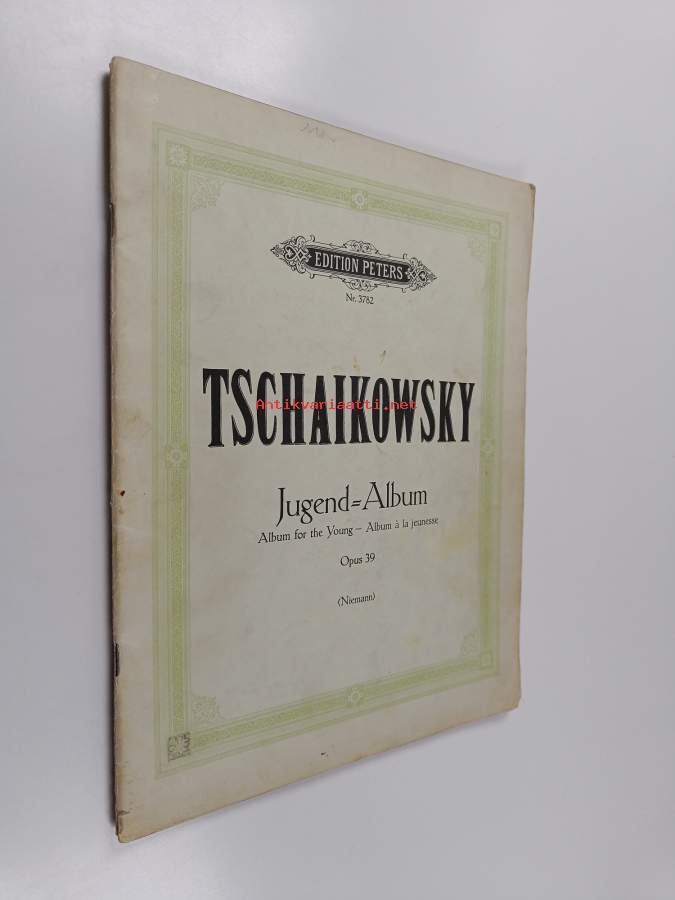 EDITION PETERS
Nr. 3782
TSCHAIKOWSKY
Antikvariaatti.net
Jugend=Album
Album for the Young – Album à la jeunesse
Opus 39
(Niemann)